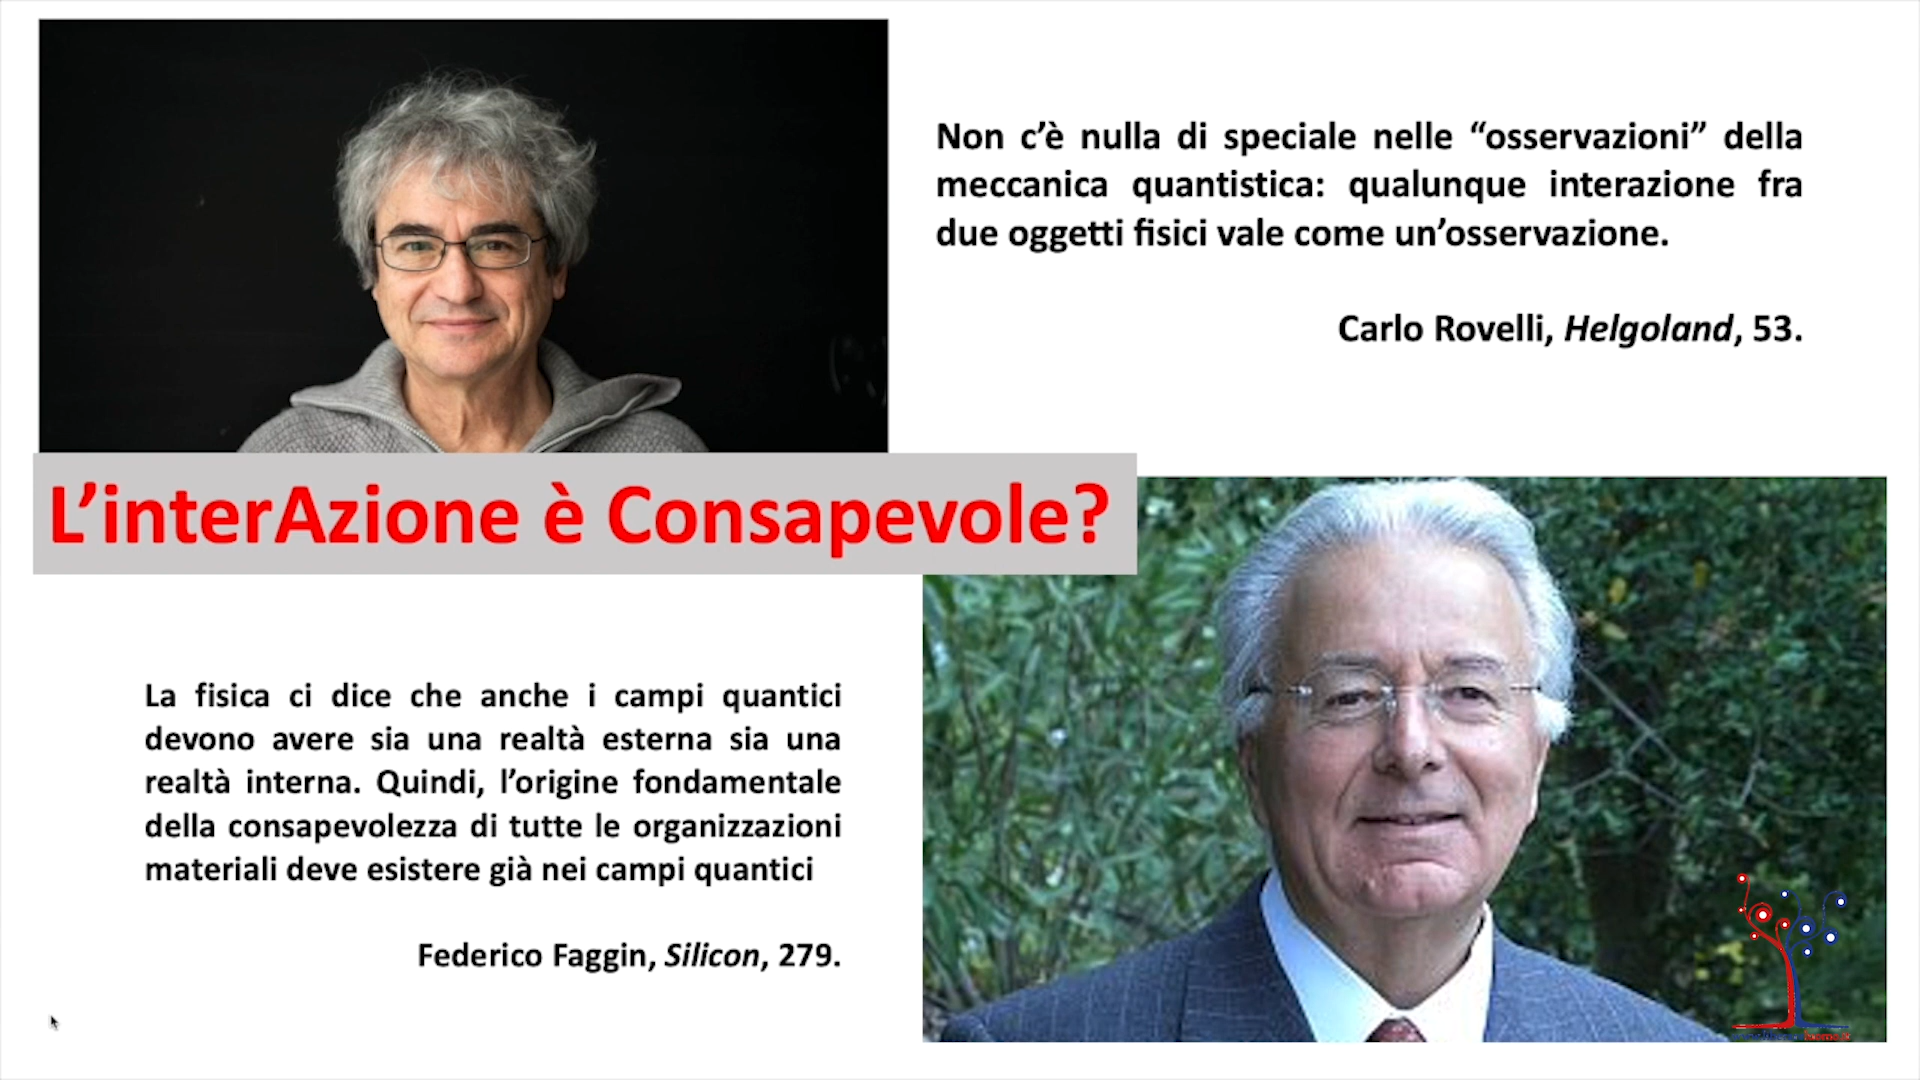 Non c’è nulla di speciale nelle “osservazioni” della
meccanica quantistica: qualunque interazione fra
due oggetti fisici vale come un’osservazione.
Carlo Rovelli, Helgoland, 53.
L’interAzione è Consapevole?
La fisica ci dice che anche i campi quantici
devono avere sia una realtà esterna sia una
realtà interna. Quindi, l’origine fondamentale
della consapevolezza di tutte le organizzazioni
materiali deve esistere già nei campi quantici
Federico Faggin, Silicon, 279.